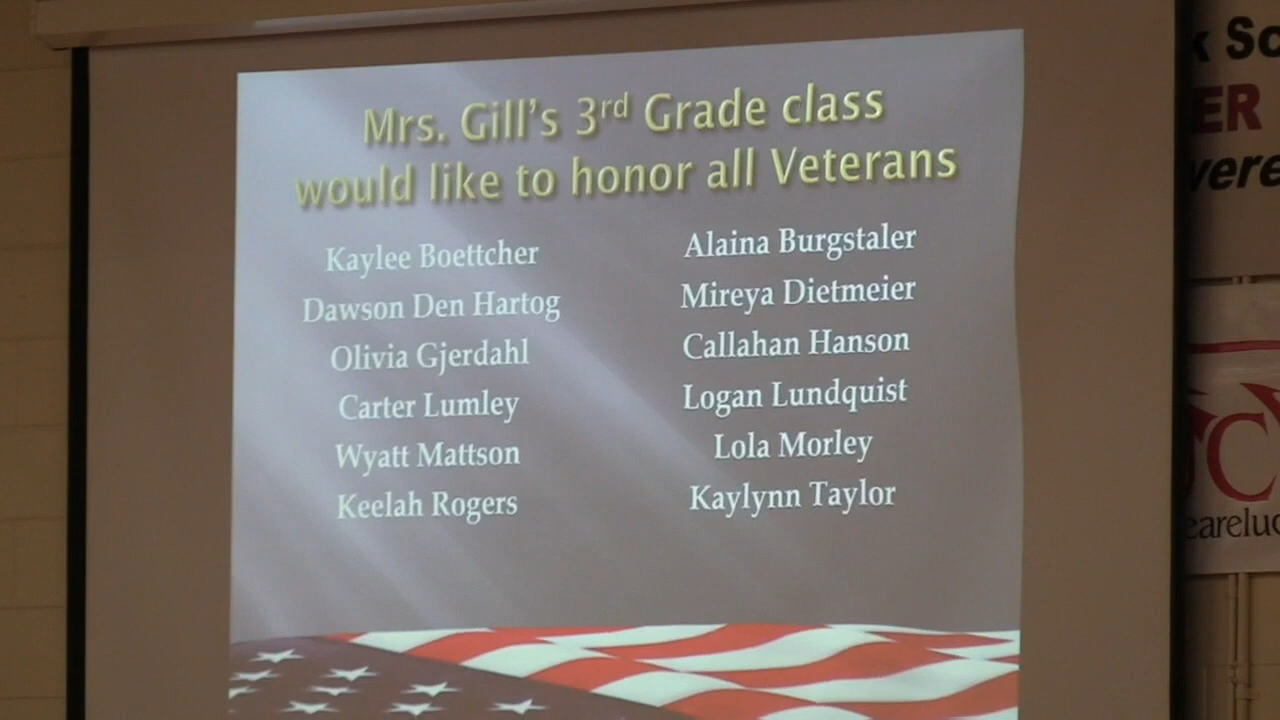 Mrs. Gill's 3rd Grade class
would like to honor all Veterans
Kaylee Boettcher
Dawson Den Hartog
Olivia Gjerdahl
Carter Lumley
Wyatt Mattson
Keelah Rogers
Alaina Burgstaler
Mireya Dietmeier
Callahan Hanson
Logan Lundquist
Lola Morley
Kaylynn Taylor